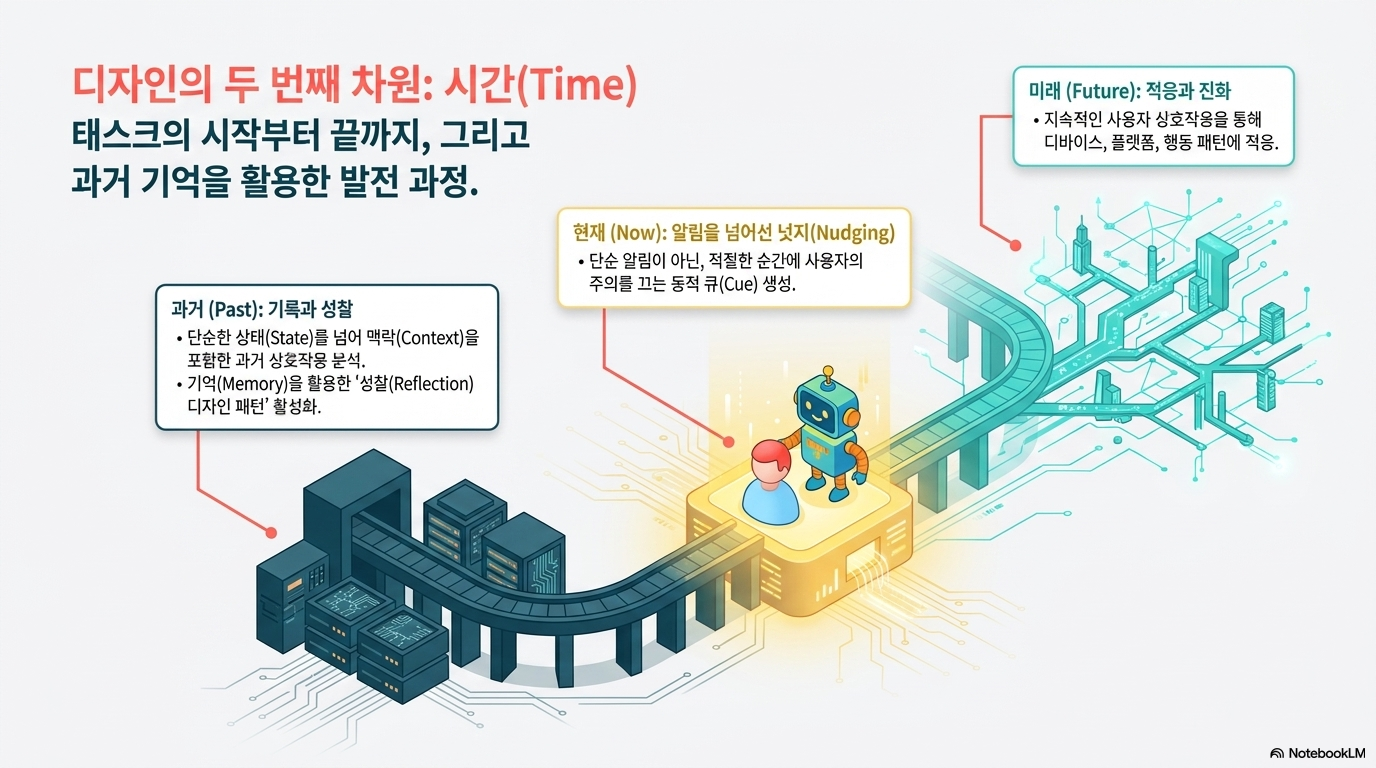 디자인의 두 번째 차원: 시간(Time)
태스크의 시작부터 끝까지, 그리고
과거 기억을 활용한 발전 과정.
과거 (Past): 기록과 성찰
• 단순한 상태(State)를 넘어 맥락(Context)을
포함한 과거 분석.
• 기억(Memory)을 활용한 ‘성찰(Reflection)
디자인 패턴’ 활성화.
현재 (Now): 알림을 넘어선 넛지(Nudging)
• 단순 알림이 아닌, 적절한 순간에 사용자의
주의를 끄는 동적 큐(Cue) 생성.
미래 (Future): 적응과 진화
• 지속적인 사용자 상호작용을 통해
디바이스, 플랫폼, 행동 패턴에 적응.
NotebookLM